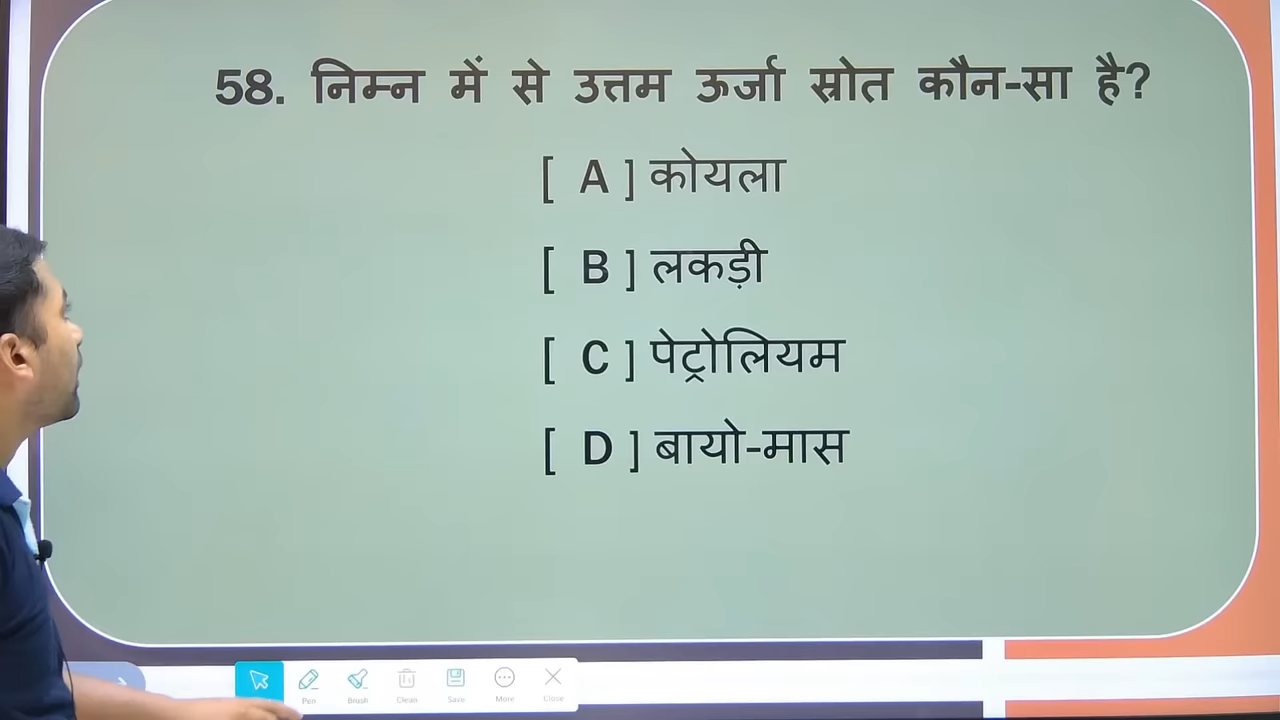 58. निम्न में से उत्तम ऊर्जा स्रोत कौन-सा है?
[ A ] कोयला
[ B ] लकड़ी
[ C ] पेट्रोलियम
[ D ] बायो-मास
Pen Brush Clean Save More Close